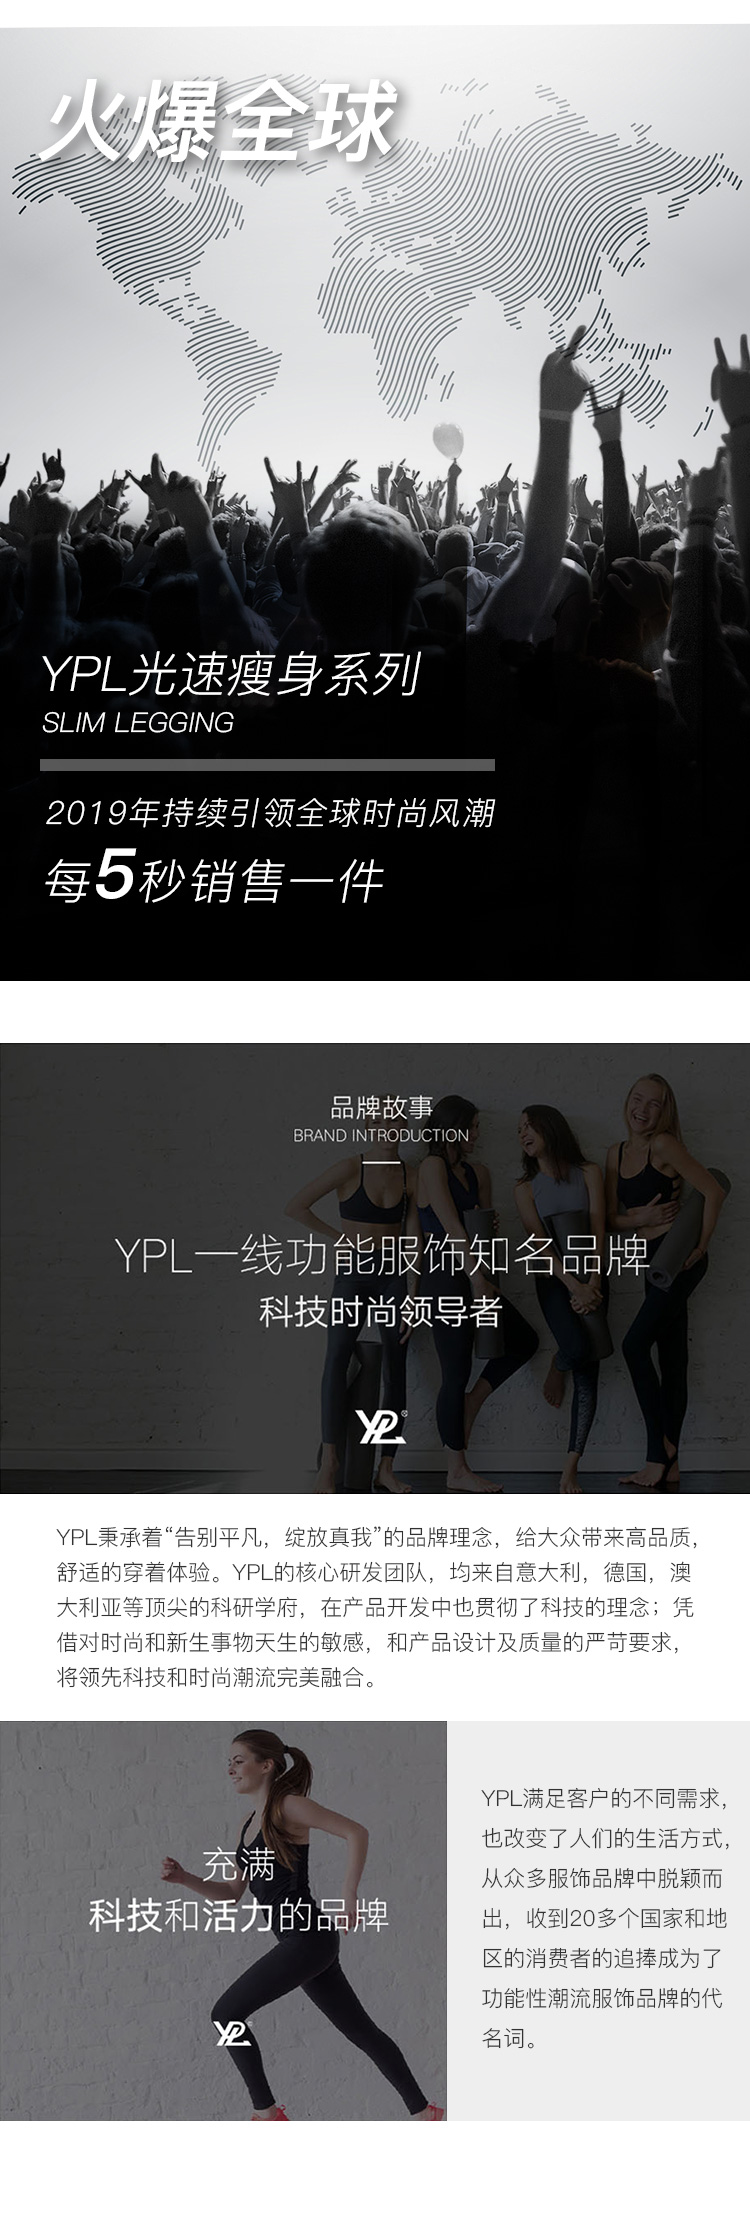 火爆全球
YPL光速瘦身系列
SLIM LEGGING
2019年持续引领全球时尚风潮
每5秒销售一件
品牌故事
BRAND INTRODUCTION
YPL一线功能服饰知名品牌
科技时尚领导者
YPL®
YPL秉承着“告别平凡，绽放真我”的品牌理念，给大众带来高品质，
舒适的穿着体验。YPL的核心研发团队，均来自意大利，德国，澳
大利亚等顶尖的科研学府，在产品开发中也贯彻了科技的理念；凭
借对时尚和新生事物天生的敏感，和产品设计及质量的严苛要求，
将领先科技和时尚潮流完美融合。
充满
科技和活力的品牌
YPL®
YPL满足客户的不同需求，
也改变了人们的生活方式，
从众多服饰品牌中脱颖而
出，收到20多个国家和地
区的消费者的追捧成为了
功能性潮流服饰品牌的代
名词。